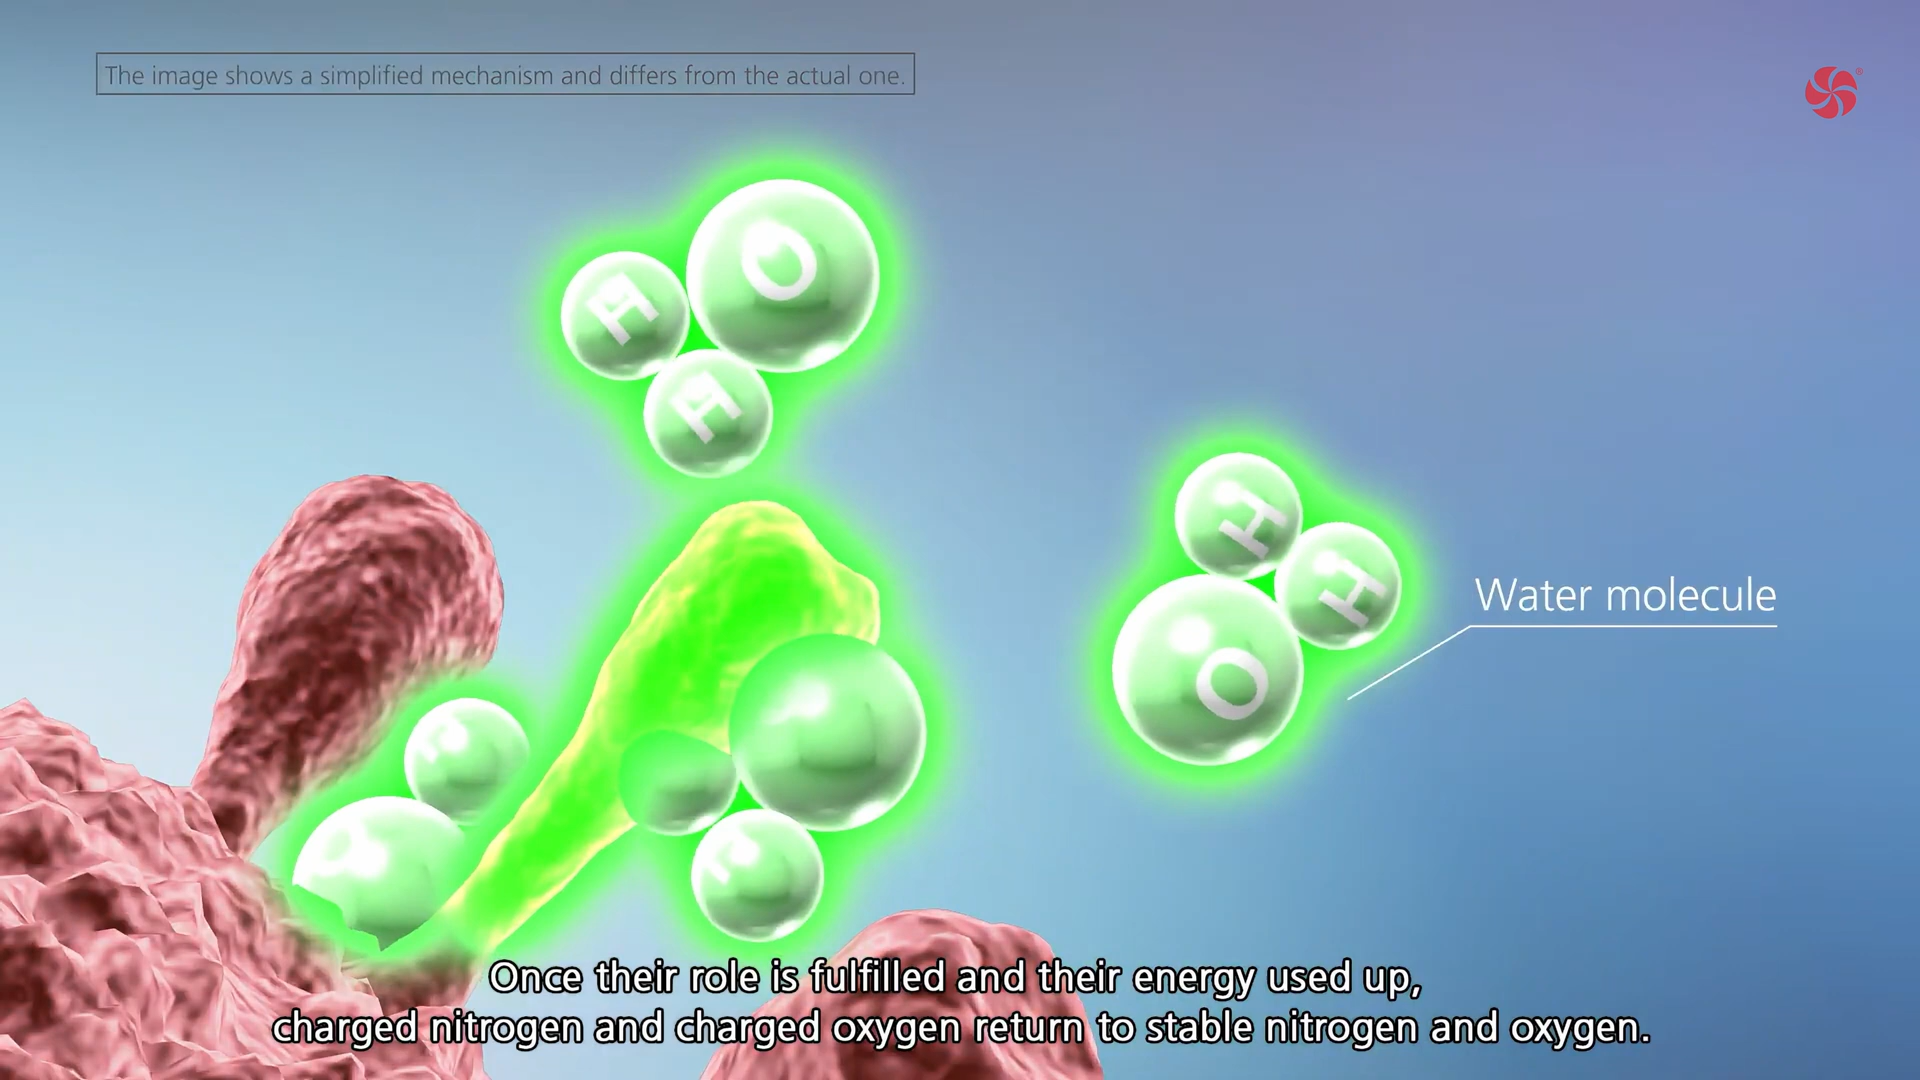 The image shows a simplified mechanism and differs from the actual one.
®
O
H
H
H
H
O
Water molecule
Once their role is fulfilled and their energy used up,
charged nitrogen and charged oxygen return to stable nitrogen and oxygen.